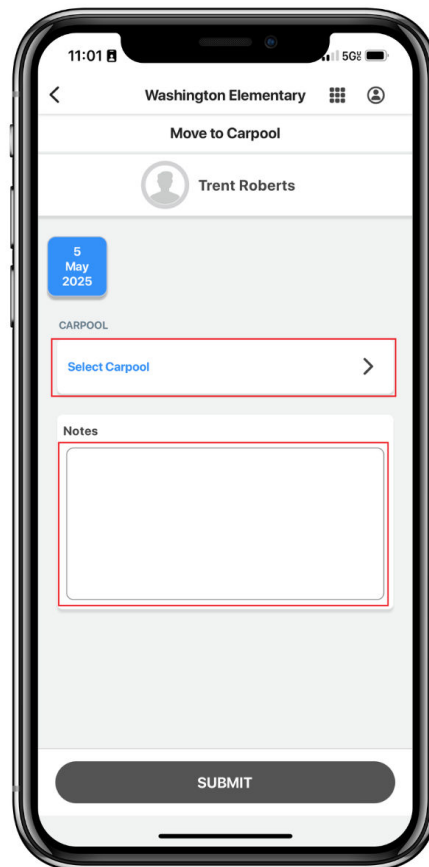 11:01
5G
Washington Elementary
Move to Carpool
Trent Roberts
5
May
2025
CARPOOL
Select Carpool
Notes
SUBMIT